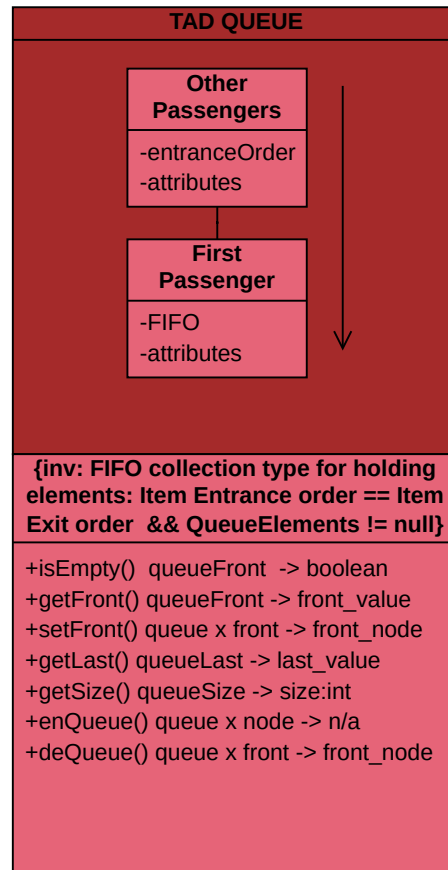 TAD QUEUE
Other
Passengers
-entranceOrder
-attributes
First
Passenger
-FIFO
-attributes
{inv: FIFO collection type for holding
elements: Item Entrance order == Item
Exit order  && QueueElements != null}
+isEmpty()  queueFront  -> boolean
+getFront() queueFront -> front_value
+setFront() queue x front -> front_node
+getLast() queueLast -> last_value
+getSize() queueSize -> size:int
+enQueue() queue x node -> n/a
+deQueue() queue x front -> front_node